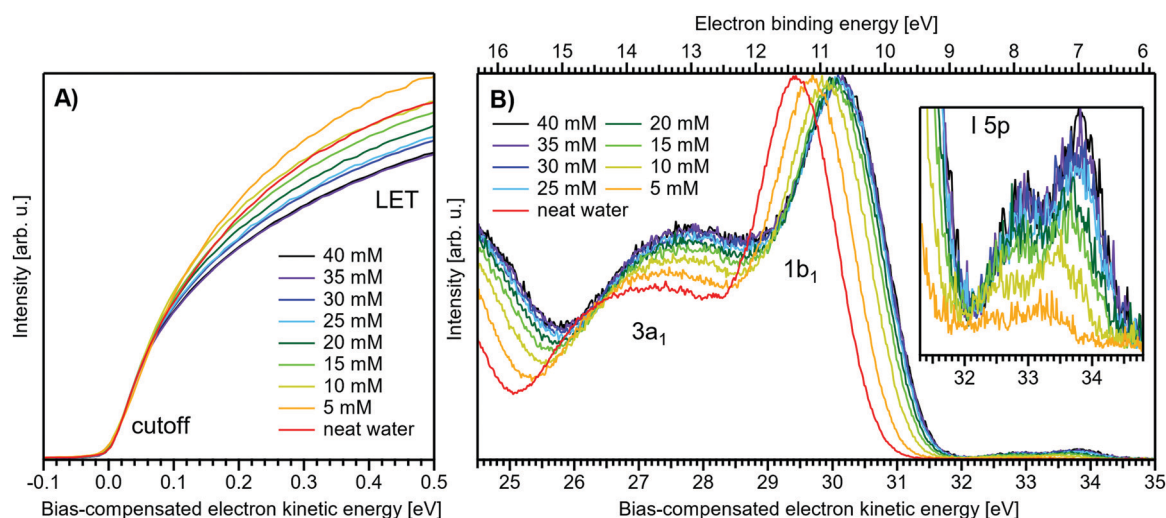 A)
Intensity [arb. u.]
LET
cutoff
40 mM
35 mM
30 mM
25 mM
20 mM
15 mM
10 mM
5 mM
neat water
-0.1 0.0 0.1 0.2 0.3 0.4 0.5
Bias-compensated electron kinetic energy [eV]
Electron binding energy [eV]
16 15 14 13 12 11 10 9 8 7 6
B)
Intensity [arb. u.]
40 mM 20 mM
35 mM 15 mM
30 mM 10 mM
25 mM 5 mM
neat water
3a1
1b1
I 5p
32 33 34
25 26 27 28 29 30 31 32 33 34 35
Bias-compensated electron kinetic energy [eV]